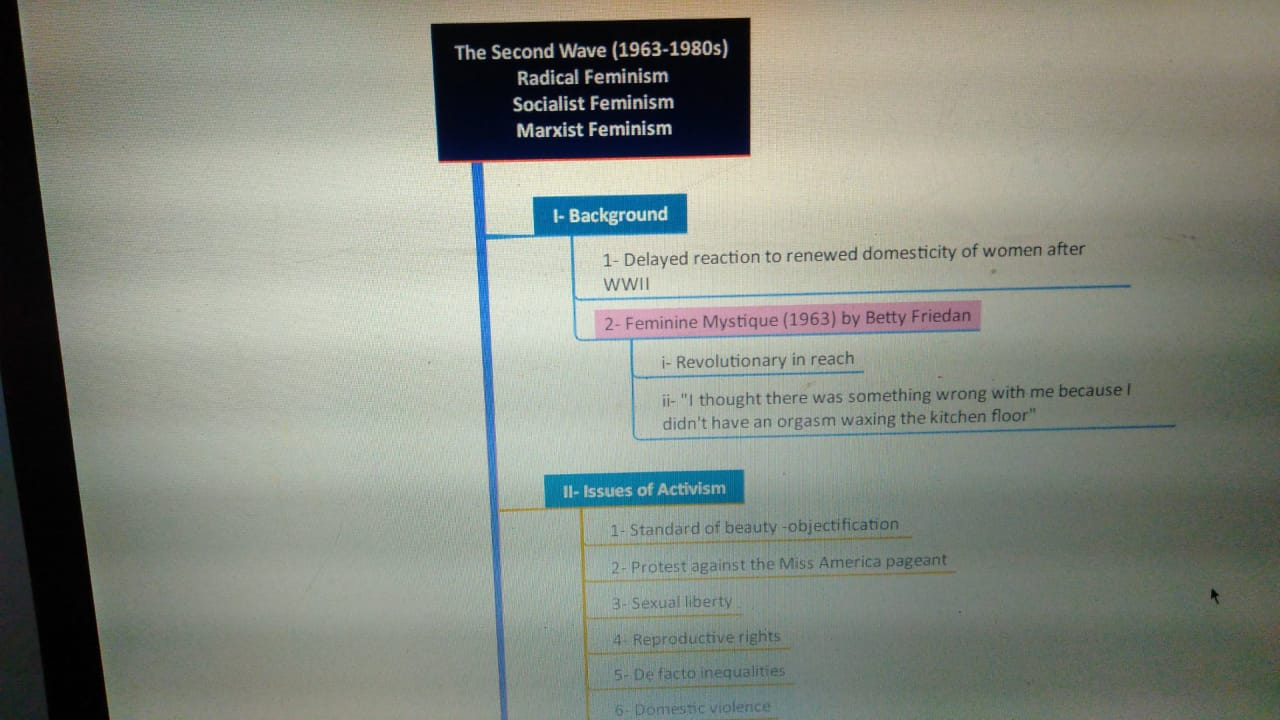 The Second Wave (1963-1980s)
Radical Feminism
Socialist Feminism
Marxist Feminism
I- Background
1- Delayed reaction to renewed domesticity of women after
WWII
2- Feminine Mystique (1963) by Betty Friedan
i- Revolutionary in reach
ii- "I thought there was something wrong with me because I
didn't have an orgasm waxing the kitchen floor"
II- Issues of Activism
1- Standard of beauty -objectification
2- Protest against the Miss America pageant
3- Sexual liberty
4- Reproductive rights
5- De facto inequalities
6- Domestic violence